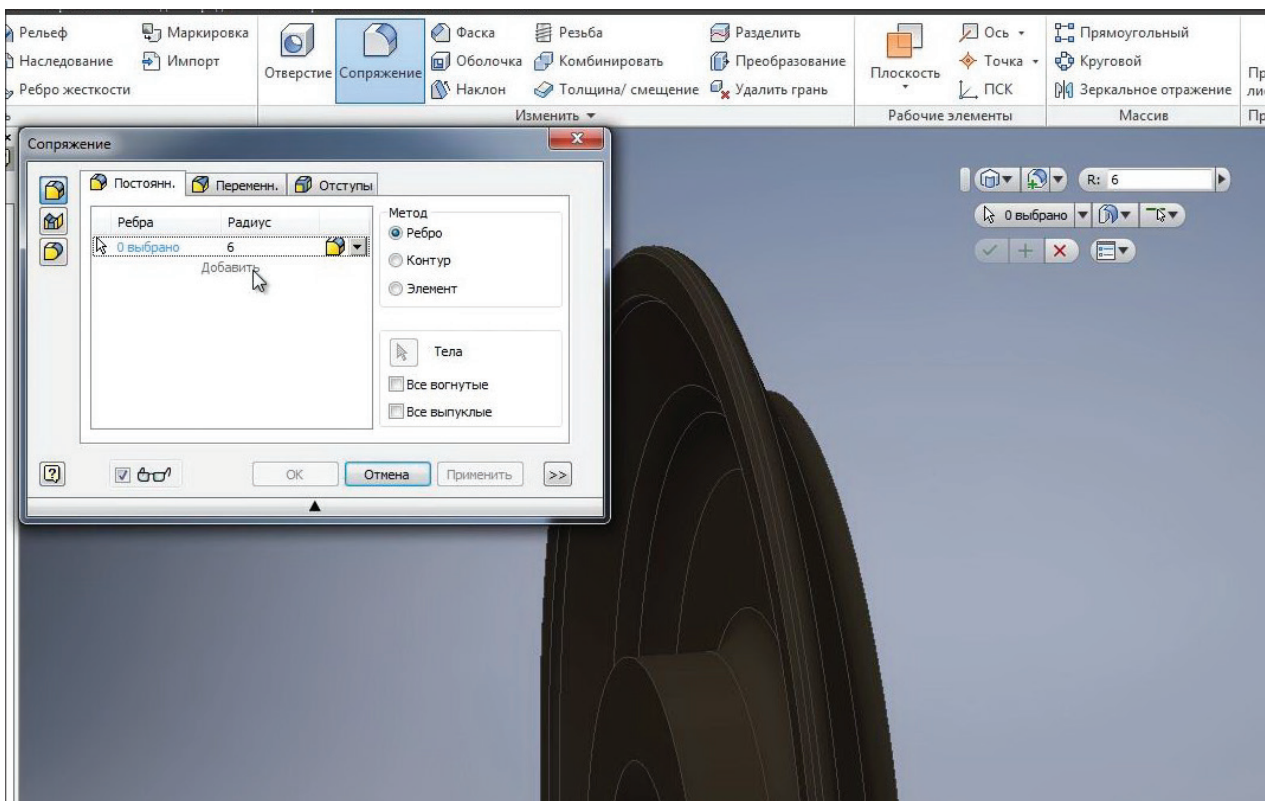 Рельеф Маркировка Фаска Резьба Разделить Ось Прямоугольный
Наследование Импорт Отверстие Сопряжение Оболочка Комбинировать Преобразование Плоскость Точка Круговой
Ребро жесткости Наклон Толщина/ смещение Удалить грань ПСК Зеркальное отражение
Изменить Рабочие элементы Массив
Сопряжение
Постоянн. Перeменн. Отступы
Ребра Радиус
0 выбрано 6
Добавить
Метод
Ребро
Контур
Элемент
Тела
Все вогнутые
Все выпуклые
ОК Отмена Применить >>
R: 6
0 выбрано